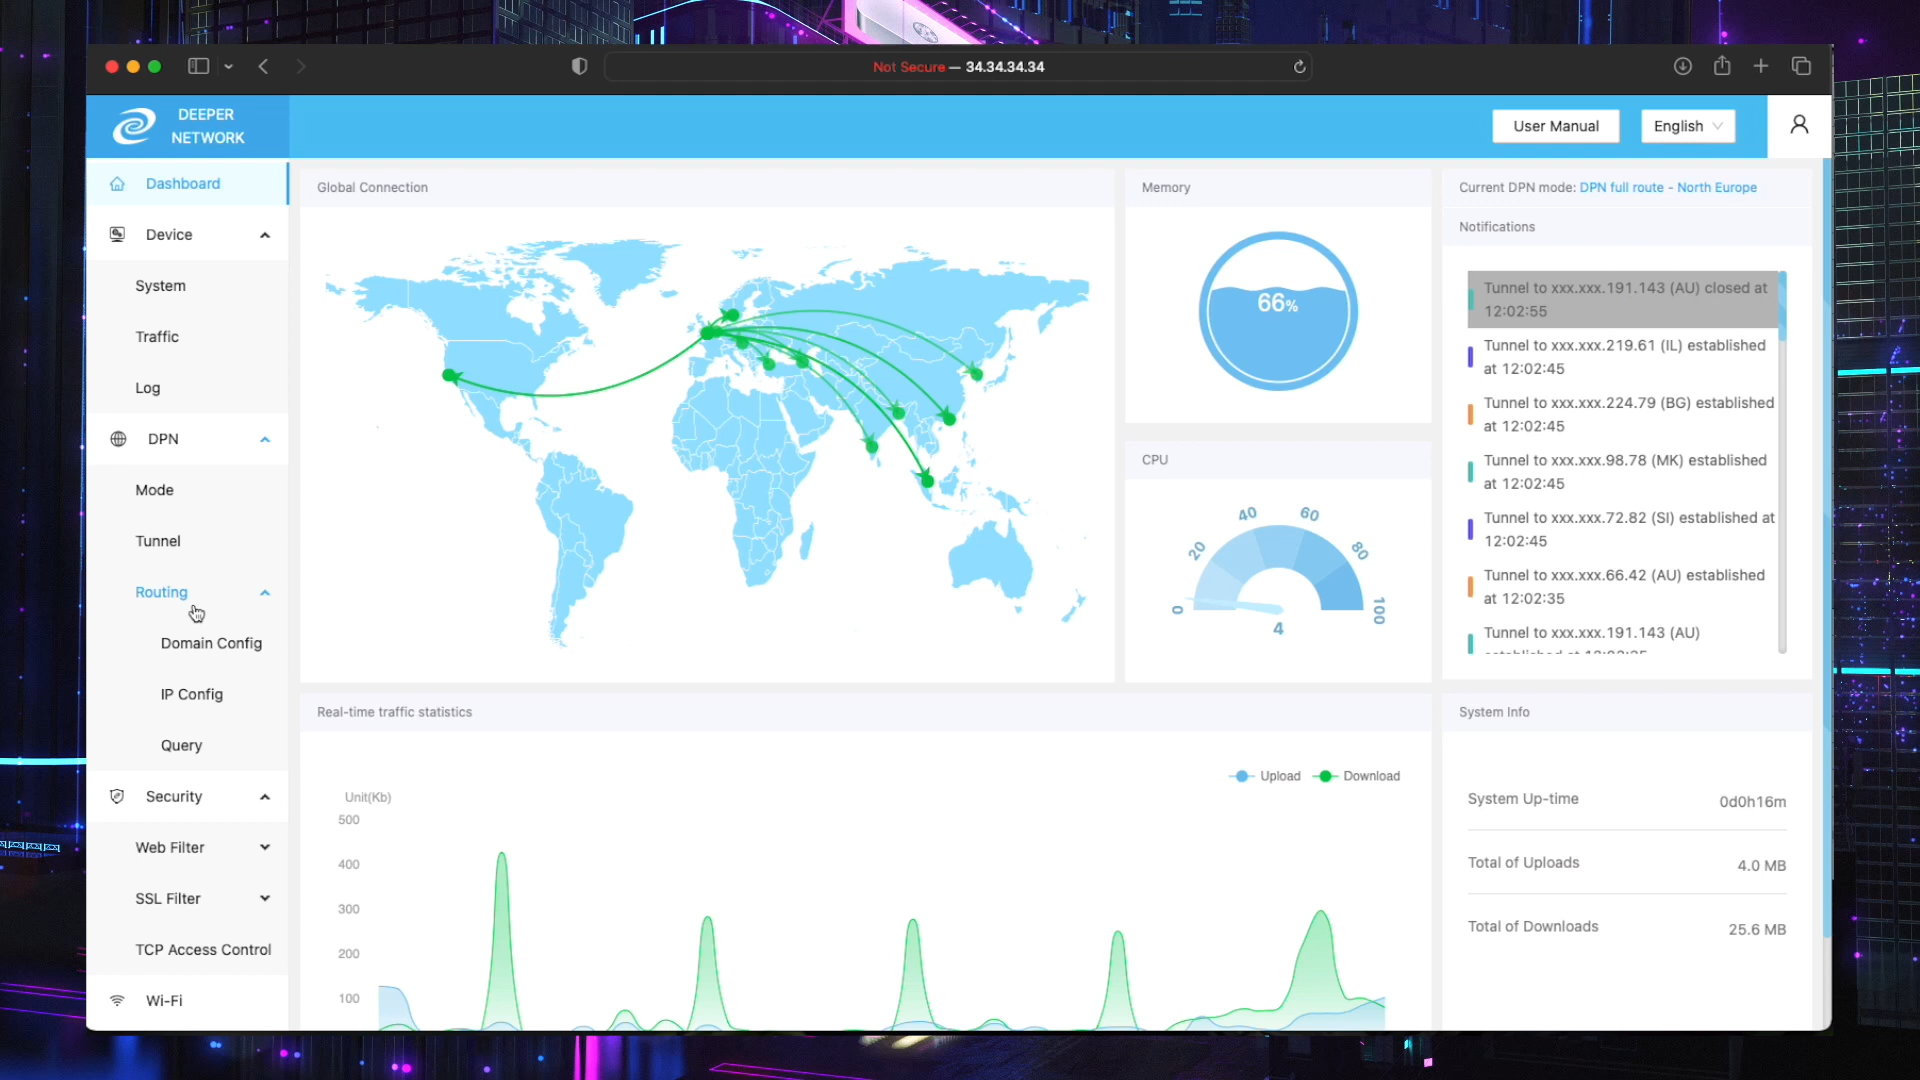 Not Secure — 34.34.34.34
DEEPER
NETWORK
User Manual
English
Dashboard
Device
System
Traffic
Log
DPN
Mode
Tunnel
Routing
Domain Config
IP Config
Query
Security
Web Filter
SSL Filter
TCP Access Control
Wi-Fi
Global Connection
Memory
66%
CPU
0
20
40
60
80
100
4
Current DPN mode: DPN full route - North Europe
Notifications
Tunnel to xxx.xxx.191.143 (AU) closed at
12:02:55
Tunnel to xxx.xxx.219.61 (IL) established
at 12:02:45
Tunnel to xxx.xxx.224.79 (BG) established
at 12:02:45
Tunnel to xxx.xxx.98.78 (MK) established
at 12:02:45
Tunnel to xxx.xxx.72.82 (SI) established at
12:02:45
Tunnel to xxx.xxx.66.42 (AU) established
at 12:02:35
Tunnel to xxx.xxx.191.143 (AU)
established at 12:02:35
Real-time traffic statistics
Upload
Download
Unit(Kb)
500
400
300
200
100
System Info
System Up-time
0d0h16m
Total of Uploads
4.0 MB
Total of Downloads
25.6 MB